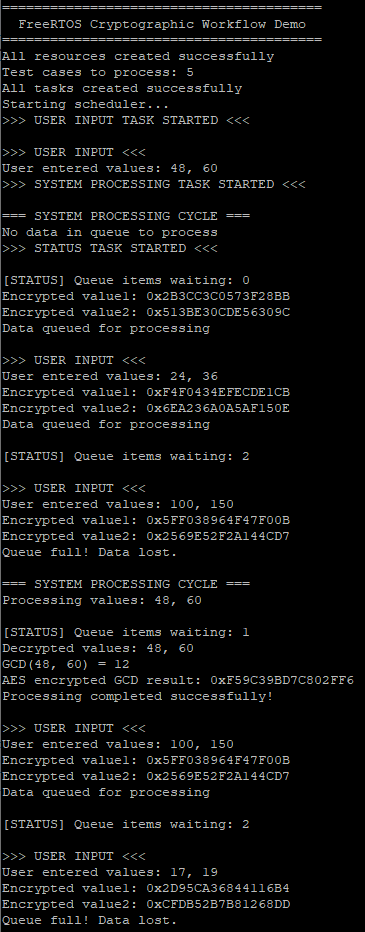 ========================================
FreeRTOS Cryptographic Workflow Demo
========================================
All resources created successfully
Test cases to process: 5
All tasks created successfully
Starting scheduler...
>>> USER INPUT TASK STARTED <<<
>>> USER INPUT <<<
User entered values: 48, 60
>>> SYSTEM PROCESSING TASK STARTED <<<
=== SYSTEM PROCESSING CYCLE ===
No data in queue to process
>>> STATUS TASK STARTED <<<
[STATUS] Queue items waiting: 0
Encrypted value1: 0x2B3CC3C0573F28BB
Encrypted value2: 0x513BE30CDE56309C
Data queued for processing
>>> USER INPUT <<<
User entered values: 24, 36
Encrypted value1: 0xF4F0434EFECDE1CB
Encrypted value2: 0x6EA236A0A5AF150E
Data queued for processing
[STATUS] Queue items waiting: 2
>>> USER INPUT <<<
User entered values: 100, 150
Encrypted value1: 0x5FF038964F47F00B
Encrypted value2: 0x2569E52F2A144CD7
Queue full! Data lost.
=== SYSTEM PROCESSING CYCLE ===
Processing values: 48, 60
[STATUS] Queue items waiting: 1
Decrypted values: 48, 60
GCD(48, 60) = 12
AES encrypted GCD result: 0xF59C39BD7C802FF6
Processing completed successfully!
>>> USER INPUT <<<
User entered values: 100, 150
Encrypted value1: 0x5FF038964F47F00B
Encrypted value2: 0x2569E52F2A144CD7
Data queued for processing
[STATUS] Queue items waiting: 2
>>> USER INPUT <<<
User entered values: 17, 19
Encrypted value1: 0x2D95CA36844116B4
Encrypted value2: 0xCFDB52B7B81268DD
Queue full! Data lost.